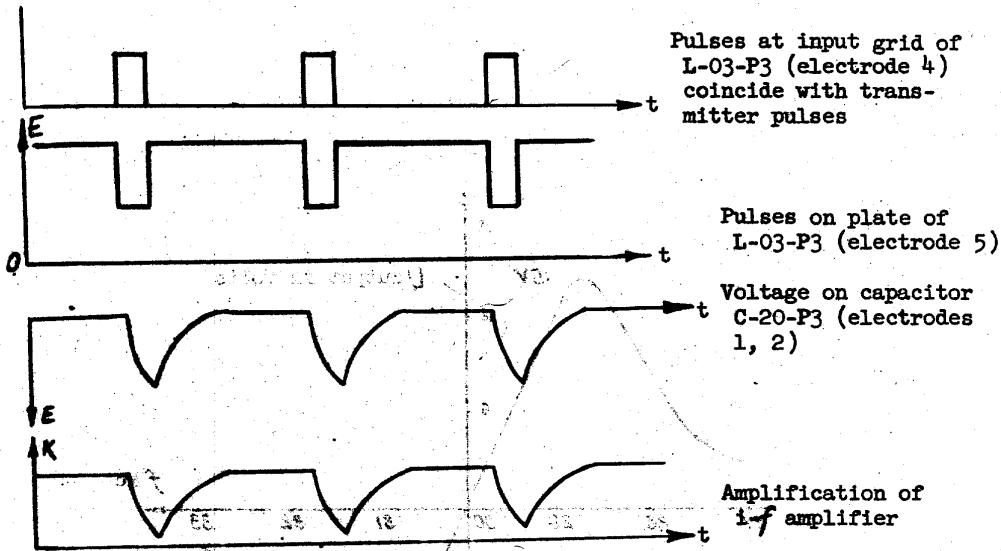 Pulses at input grid of
L-03-P3 (electrode 4)
coincide with trans-
mitter pulses
t
E
Pulses on plate of
L-03-P3 (electrode 5)
0
t
Voltage on capacitor
C-20-P3 (electrodes
1, 2)
t
E
K
Amplification of
i-f amplifier
t